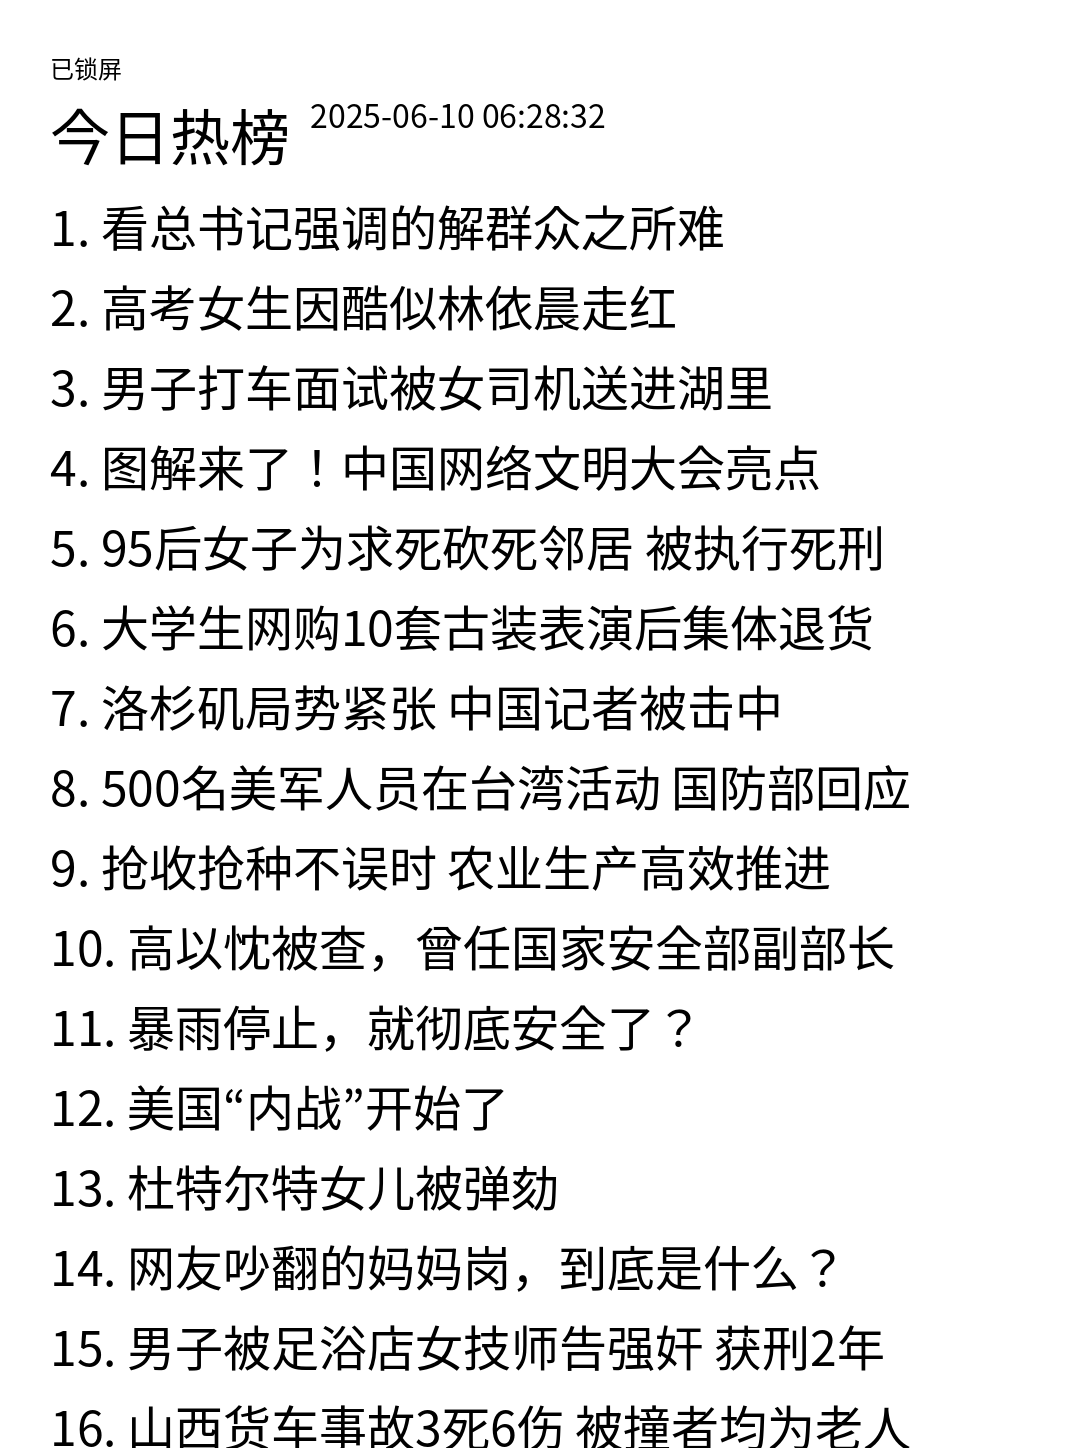 已锁屏
今日热榜 2025-06-10 06:28:32
1. 看总书记强调的解群众之所难
2. 高考女生因酷似林依晨走红
3. 男子打车面试被女司机送进湖里
4. 图解来了！中国网络文明大会亮点
5. 95后女子为求死砍死邻居 被执行死刑
6. 大学生网购10套古装表演后集体退货
7. 洛杉矶局势紧张 中国记者被击中
8. 500名美军人员在台湾活动 国防部回应
9. 抢收抢种不误时 农业生产高效推进
10. 高以忱被查，曾任国家安全部副部长
11. 暴雨停止，就彻底安全了？
12. 美国“内战”开始了
13. 杜特尔特女儿被弹劾
14. 网友吵翻的妈妈岗，到底是什么？
15. 男子被足浴店女技师告强奸 获刑2年
16. 山西货车事故3死6伤 被撞者均为老人